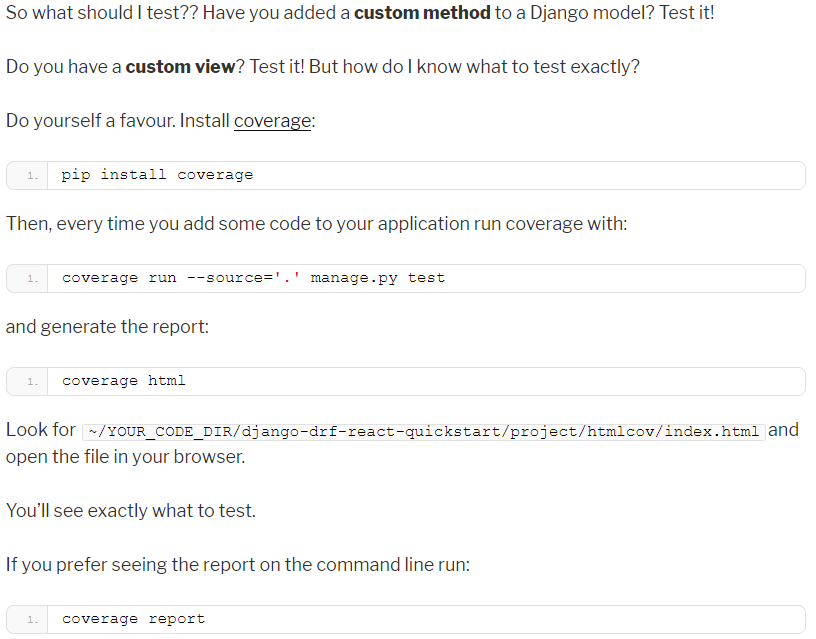 So what should I test?? Have you added a custom method to a Django model? Test it!
Do you have a custom view? Test it! But how do I know what to test exactly?
Do yourself a favour. Install coverage:
1. pip install coverage
Then, every time you add some code to your application run coverage with:
1. coverage run --source='.' manage.py test
and generate the report:
1. coverage html
Look for ~/YOUR_CODE_DIR/django-drf-react-quickstart/project/htmlcov/index.html and
open the file in your browser.
You’ll see exactly what to test.
If you prefer seeing the report on the command line run:
1. coverage report